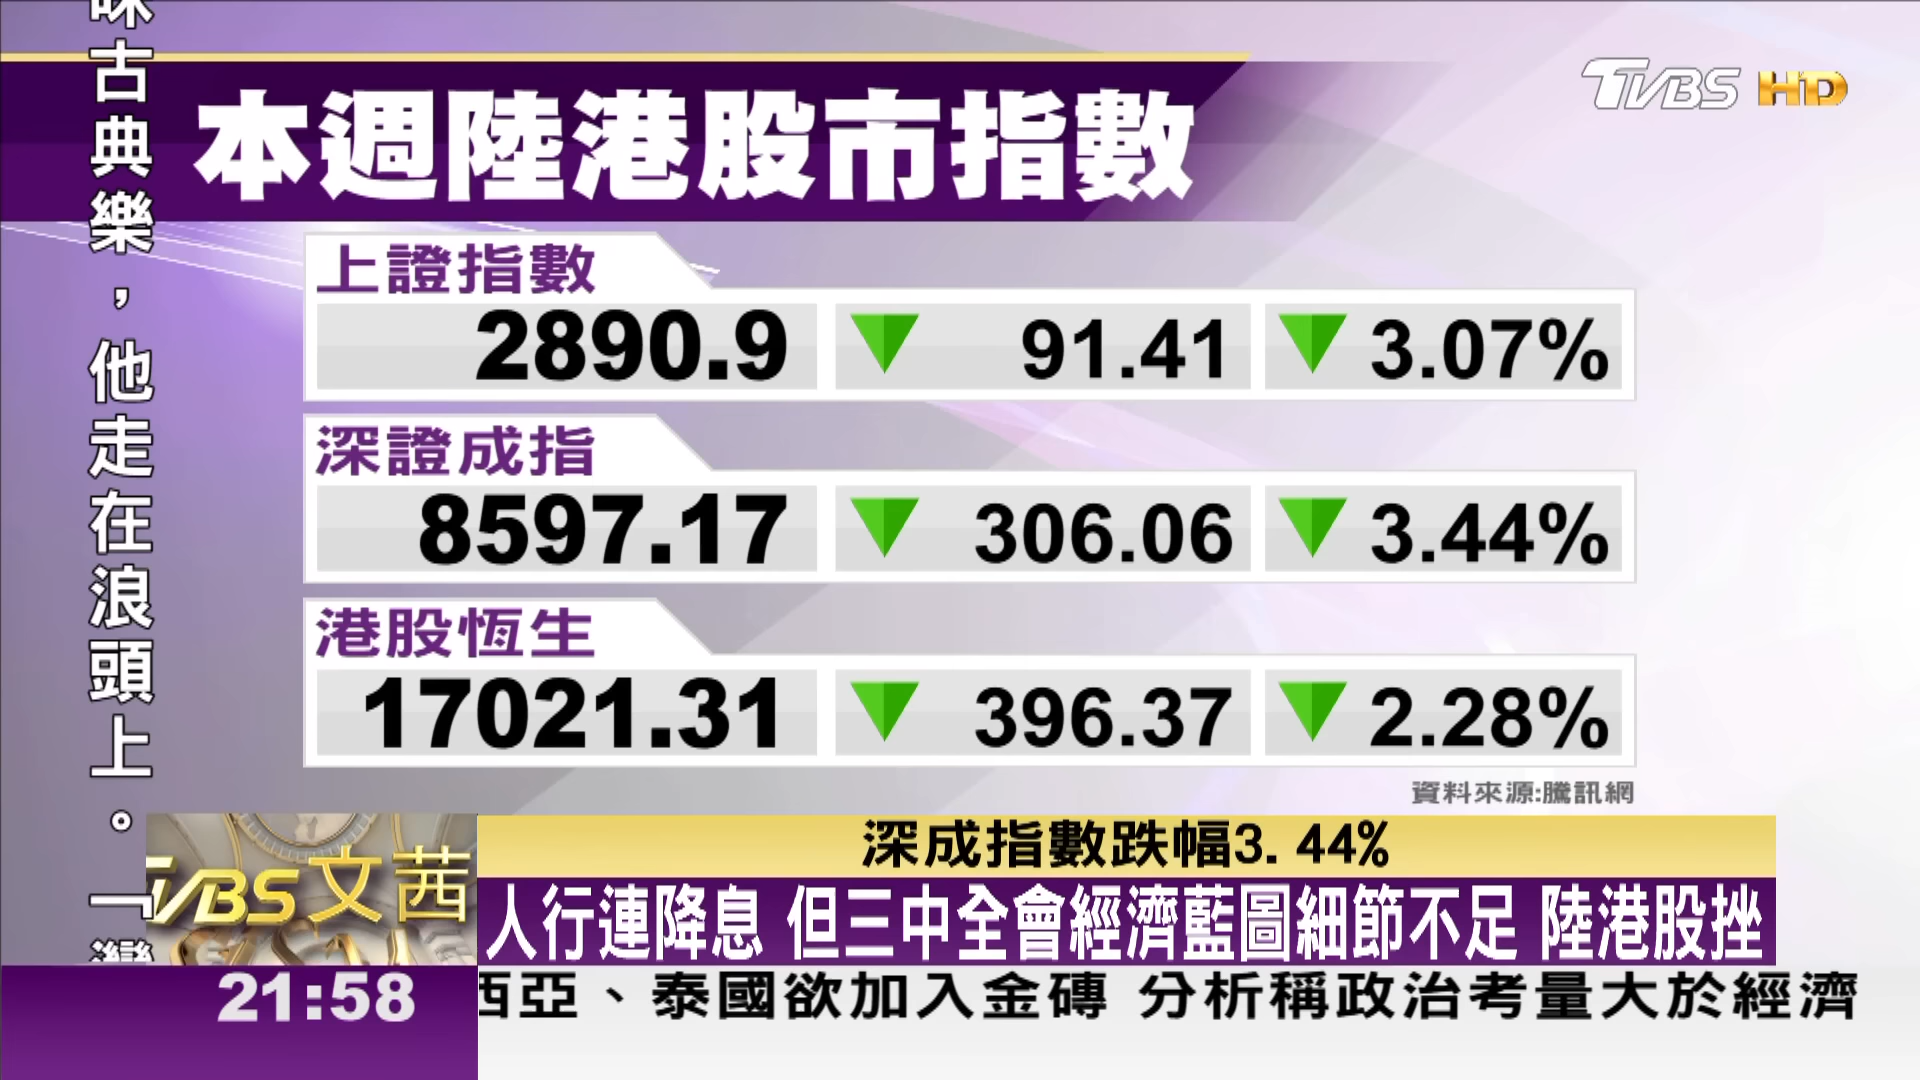 古典樂，他走在浪頭上。「
TVBS HD
本週陸港股市指數
上證指數
2890.9 ▼ 91.41 ▼ 3.07%
深證成指
8597.17 ▼ 306.06 ▼ 3.44%
港股恆生
17021.31 ▼ 396.37 ▼ 2.28%
資料來源:騰訊網
TVBS文茜
深成指數跌幅3.44%
人行連降息 但三中全會經濟藍圖細節不足 陸港股挫
21:58
西亞、泰國欲加入金磚 分析稱政治考量大於經濟